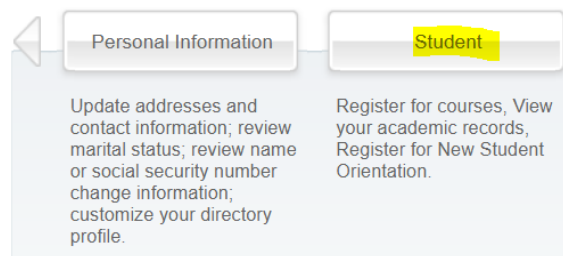 Personal Information
Update addresses and
contact information; review
marital status; review name
or social security number
change information;
customize your directory
profile.
Student
Register for courses, View
your academic records,
Register for New Student
Orientation.